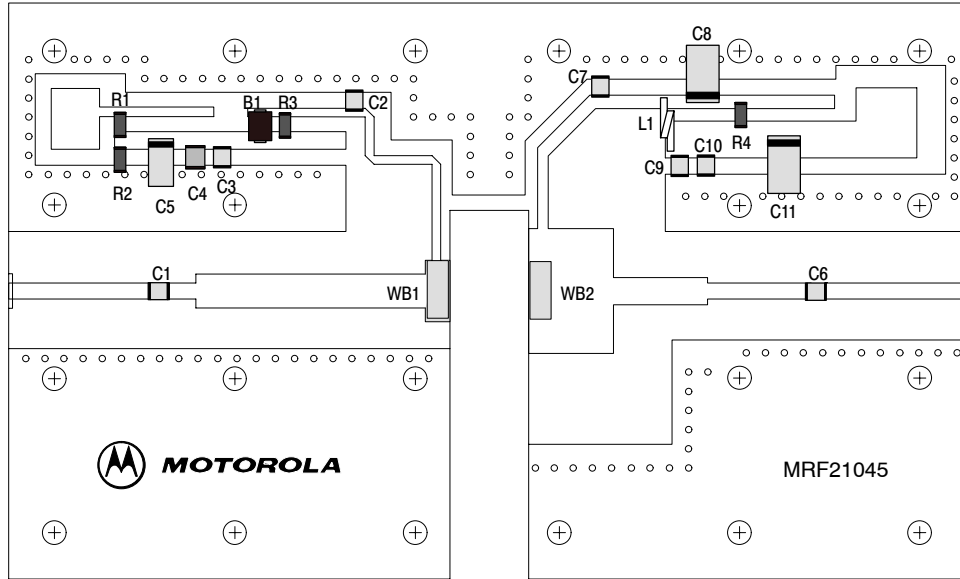 C8
C7
R1
B1
R3
C2
L1
R4
R2
C5
C4
C3
C9
C10
C11
C1
WB1
WB2
C6
MOTOROLA
MRF21045